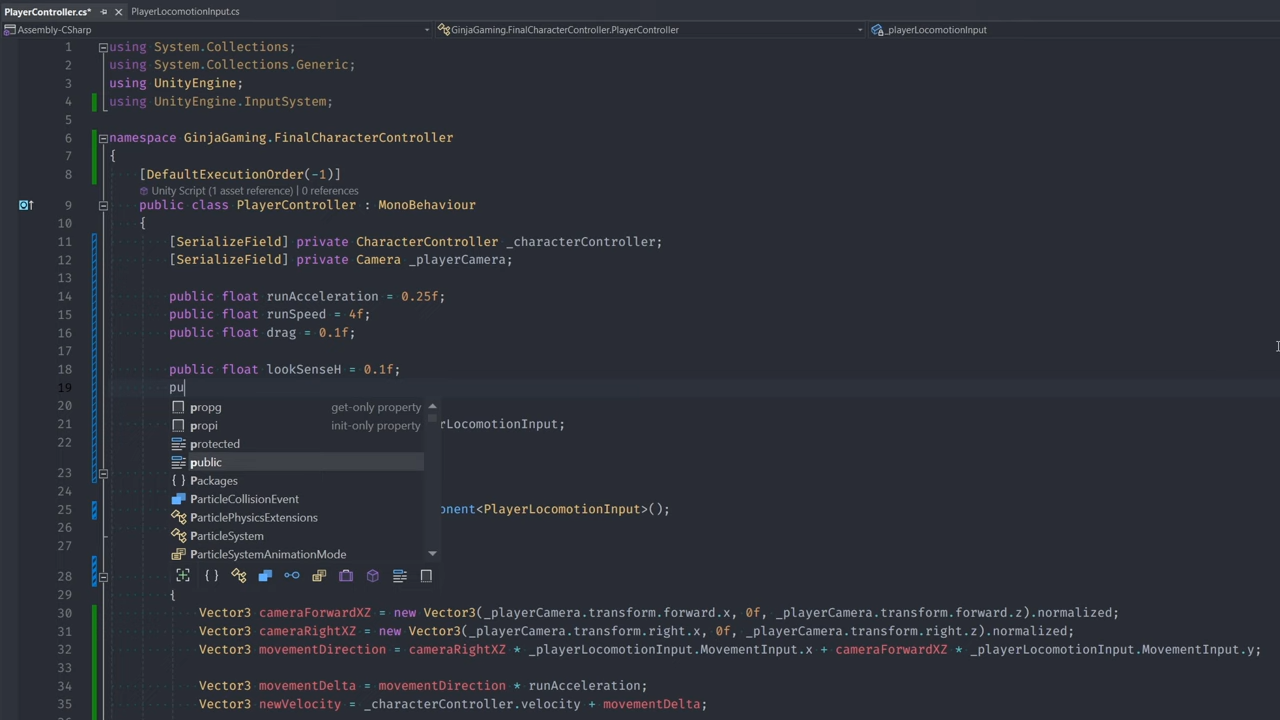 PlayerController.cs*
PlayerLocomotionInput.cs
Assembly-CSharp
GinjaGaming.FinalCharacterController.PlayerController
_playerLocomotionInput
1 using System.Collections;
2 using System.Collections.Generic;
3 using UnityEngine;
4 using UnityEngine.InputSystem;
5
6 namespace GinjaGaming.FinalCharacterController
7 {
8 [DefaultExecutionOrder(-1)]
Unity Script (1 asset reference) | 0 references
9 public class PlayerController : MonoBehaviour
10 {
11 [SerializeField] private CharacterController _characterController;
12 [SerializeField] private Camera _playerCamera;
13
14 public float runAcceleration = 0.25f;
15 public float runSpeed = 4f;
16 public float drag = 0.1f;
17
18 public float lookSenseH = 0.1f;
19 pu
20 propg get-only property
propi init-only property
21 rLocomotionInput;
22 protected
public
23 Packages
24 ParticleCollisionEvent
25 ParticlePhysicsExtensions onent<PlayerLocomotionInput>();
26 ParticleSystem
27 ParticleSystemAnimationMode
28 { }
29 {
30 Vector3 cameraForwardXZ = new Vector3(_playerCamera.transform.forward.x, 0f, _playerCamera.transform.forward.z).normalized;
31 Vector3 cameraRightXZ = new Vector3(_playerCamera.transform.right.x, 0f, _playerCamera.transform.right.z).normalized;
32 Vector3 movementDirection = cameraRightXZ * _playerLocomotionInput.MovementInput.x + cameraForwardXZ * _playerLocomotionInput.MovementInput.y;
33
34 Vector3 movementDelta = movementDirection * runAcceleration;
35 Vector3 newVelocity = _characterController.velocity + movementDelta;